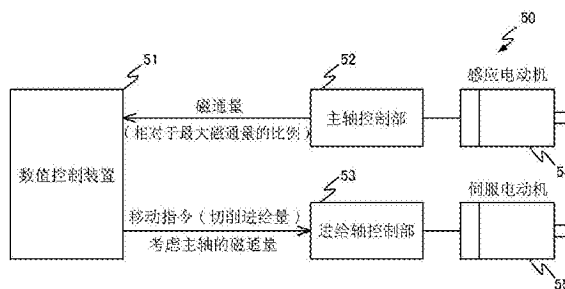 50
51
52
感应电动机
磁通量
(相对于最大磁通量的比例)
主轴控制部
数值控制装置
53
伺服电动机
移动指令(切削进给量)
考虑主轴的磁通量
进给轴控制部